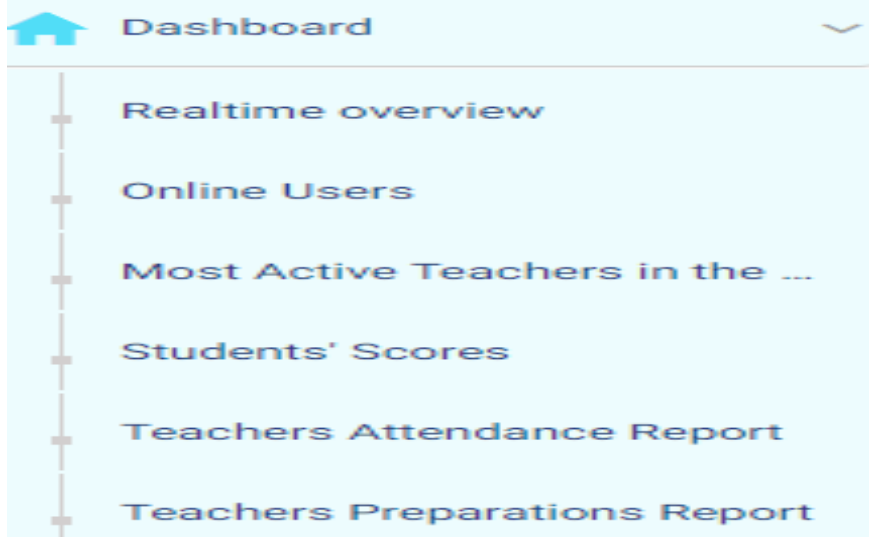 Dashboard
Realtime overview
Online Users
Most Active Teachers in the ...
Students' Scores
Teachers Attendance Report
Teachers Preparations Report